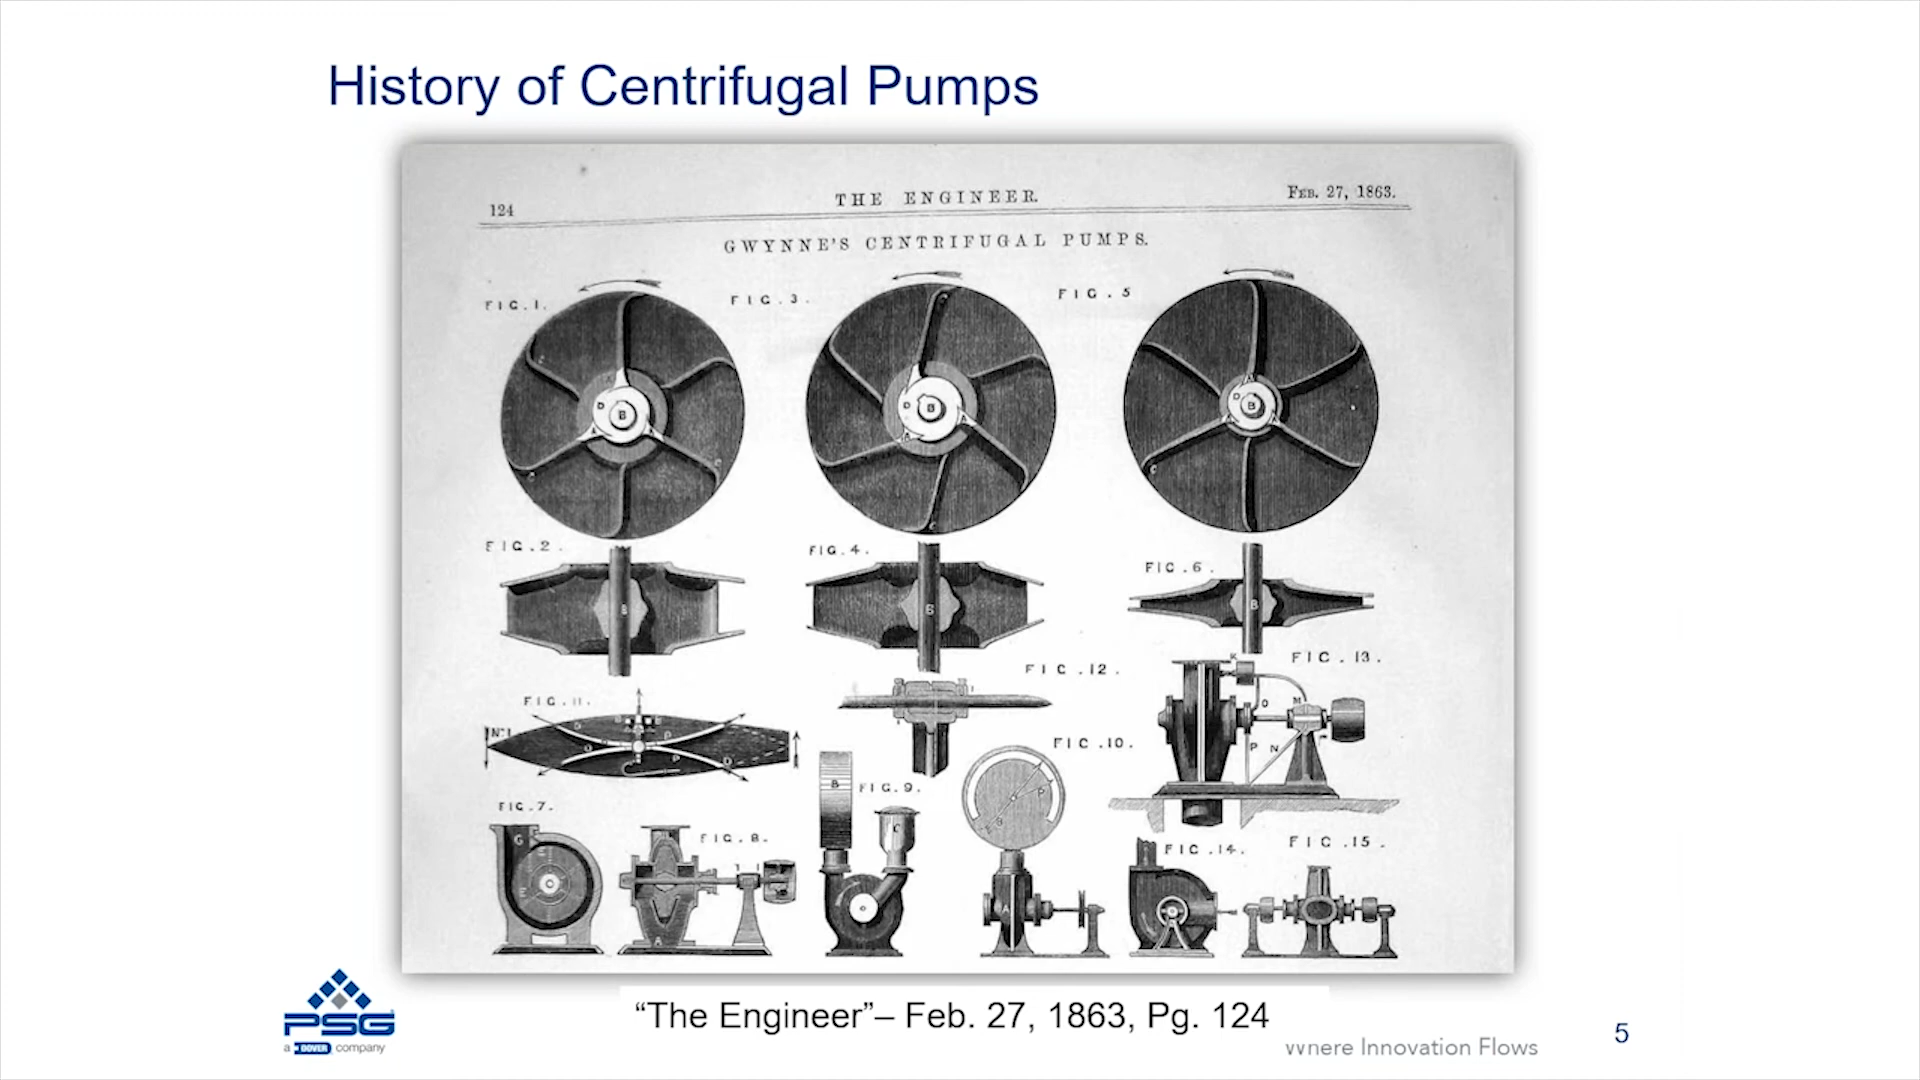 History of Centrifugal Pumps
124
THE ENGINEER.
FEB. 27, 1863.
GWYNNE'S CENTRIFUGAL PUMPS.
FIG. 1.
FIG. 3.
FIG. 5
A
D
B
A
A
C
C
D
B
A
A
C
A
D
B
C
FIG. 2.
FIG. 4.
FIG. 6.
B
B
B
FIG. 12.
FIG. 13.
K
O
M
P
N
FIG. 11.
FIG. 10.
FIG. 7.
FIG. 8.
FIG. 9.
B
C
P
FIG. 14.
FIG. 15.
G
A
A
PSG
a DOVER company
“The Engineer”– Feb. 27, 1863, Pg. 124
Where Innovation Flows
5